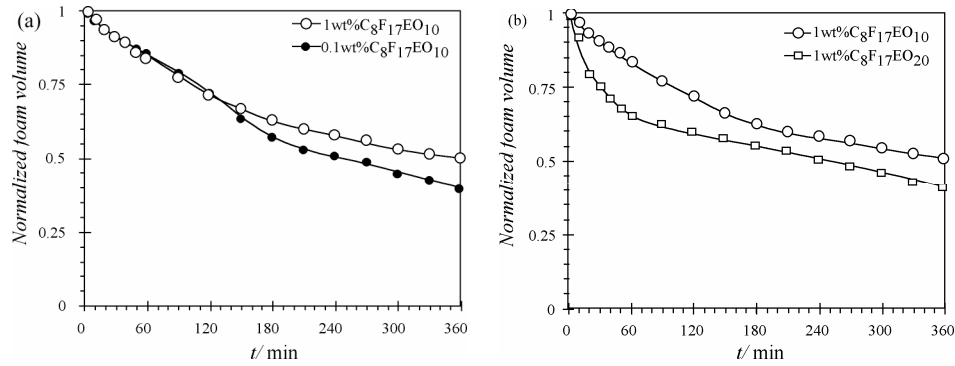 (a)
1wt%C8F17EO10
0.1wt%C8F17EO10
Normalized foam volume
1
0.75
0.5
0.25
0
0 60 120 180 240 300 360
t/ min
(b)
1wt%C8F17EO10
1wt%C8F17EO20
Normalized foam volume
1
0.75
0.5
0.25
0
0 60 120 180 240 300 360
t/ min